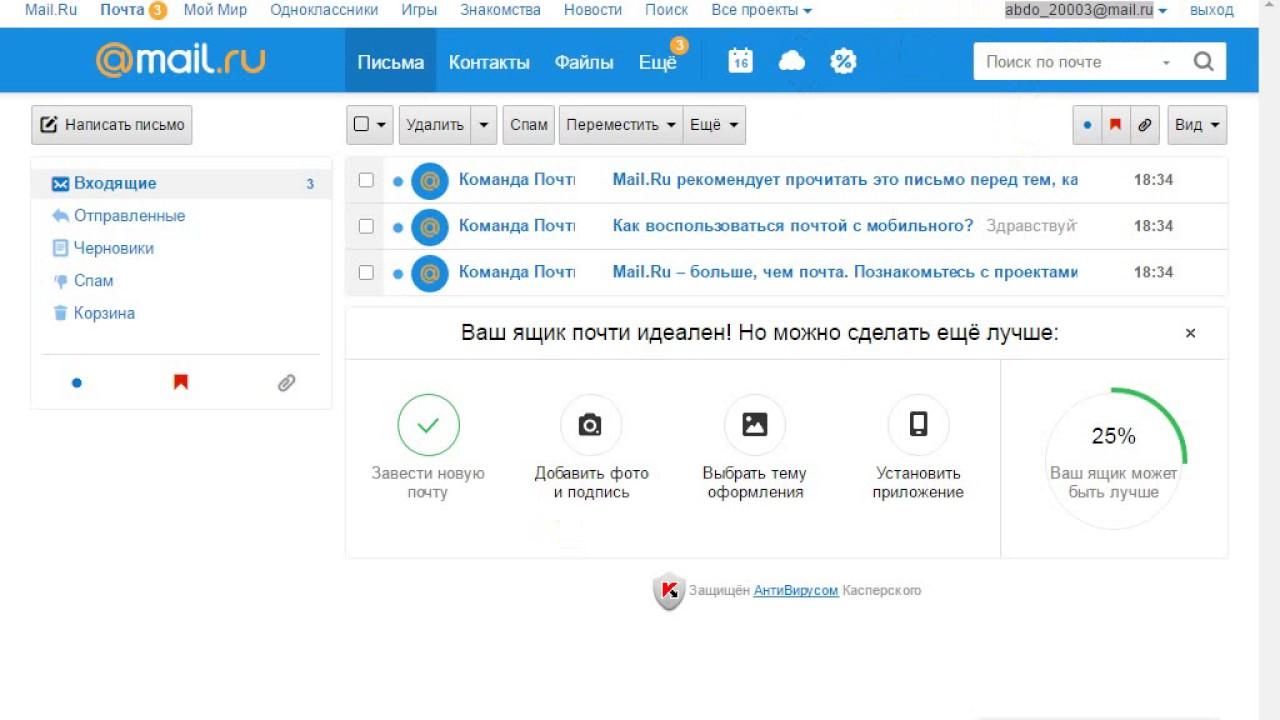 Mail.Ru Почта 3 Мой Мир Одноклассники Игры Знакомства Новости Поиск Все проекты abdo_20003@mail.ru выход
@mail.ru Письма Контакты Файлы Ещё 3 16 % Поиск по почте
Написать письмо Удалить Спам Переместить Ещё Вид
Входящие 3
Отправленные
Черновики
Спам
Корзина
@ Команда Почт Mail.Ru рекомендует прочитать это письмо перед тем, ка 18:34
@ Команда Почт Как воспользоваться почтой с мобильного? Здравствуй 18:34
@ Команда Почт Mail.Ru – больше, чем почта. Познакомьтесь с проектами 18:34
Ваш ящик почти идеален! Но можно сделать ещё лучше: ×
Завести новую
почту
Добавить фото
и подпись
Выбрать тему
оформления
Установить
приложение
25%
Ваш ящик может
быть лучше
Защищён АнтиВирусом Касперского